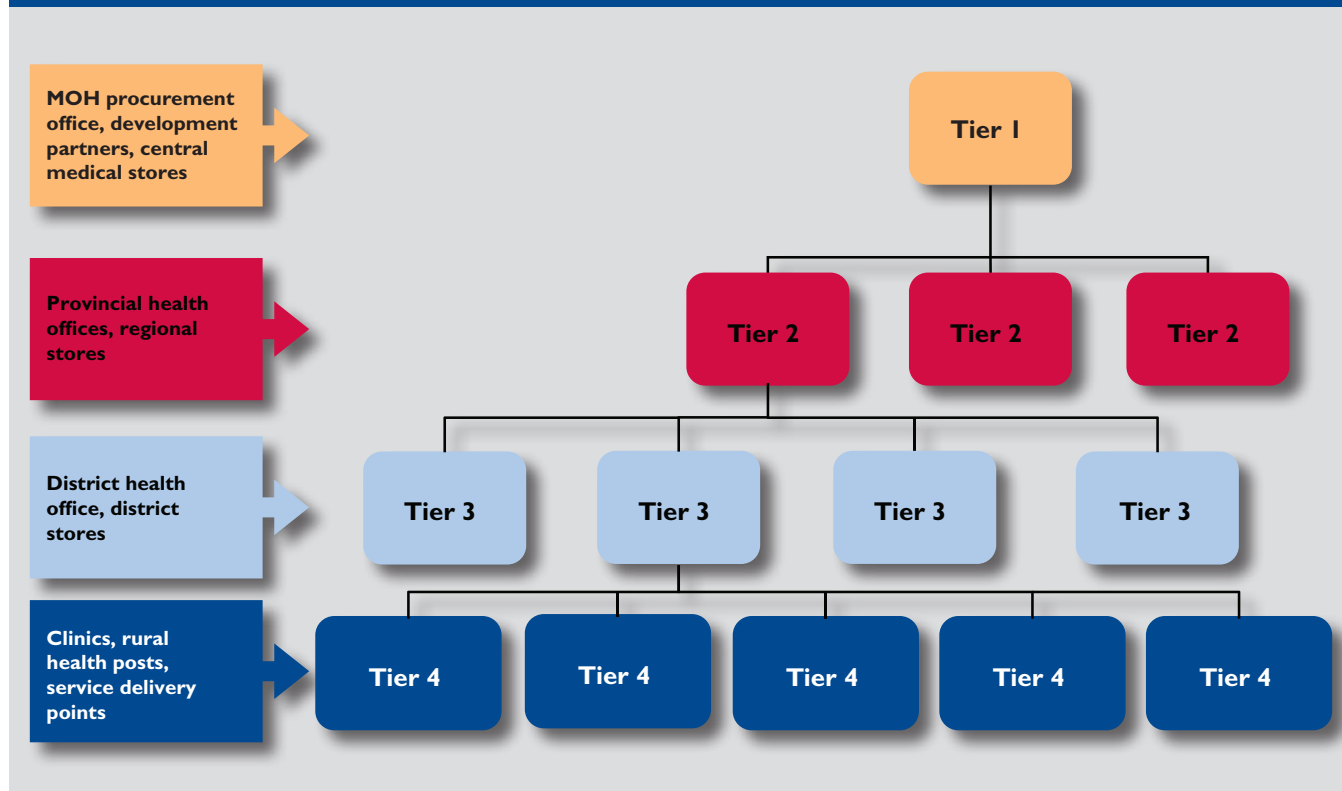 MOH procurement
office, development
partners, central
medical stores
Tier 1
Provincial health
offices, regional
stores
Tier 2
Tier 2
Tier 2
District health
office, district
stores
Tier 3
Tier 3
Tier 3
Tier 3
Clinics, rural
health posts,
service delivery
points
Tier 4
Tier 4
Tier 4
Tier 4
Tier 4